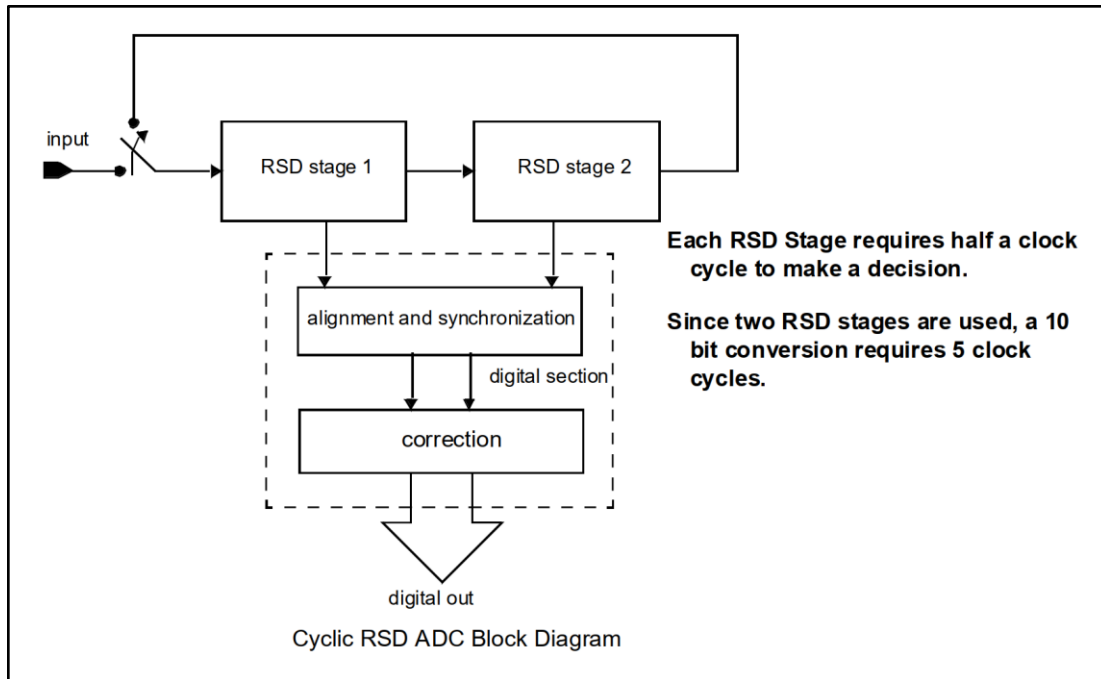 input
RSD stage 1
RSD stage 2
Each RSD Stage requires half a clock
cycle to make a decision.
Since two RSD stages are used, a 10
bit conversion requires 5 clock
cycles.
alignment and synchronization
digital section
correction
digital out
Cyclic RSD ADC Block Diagram